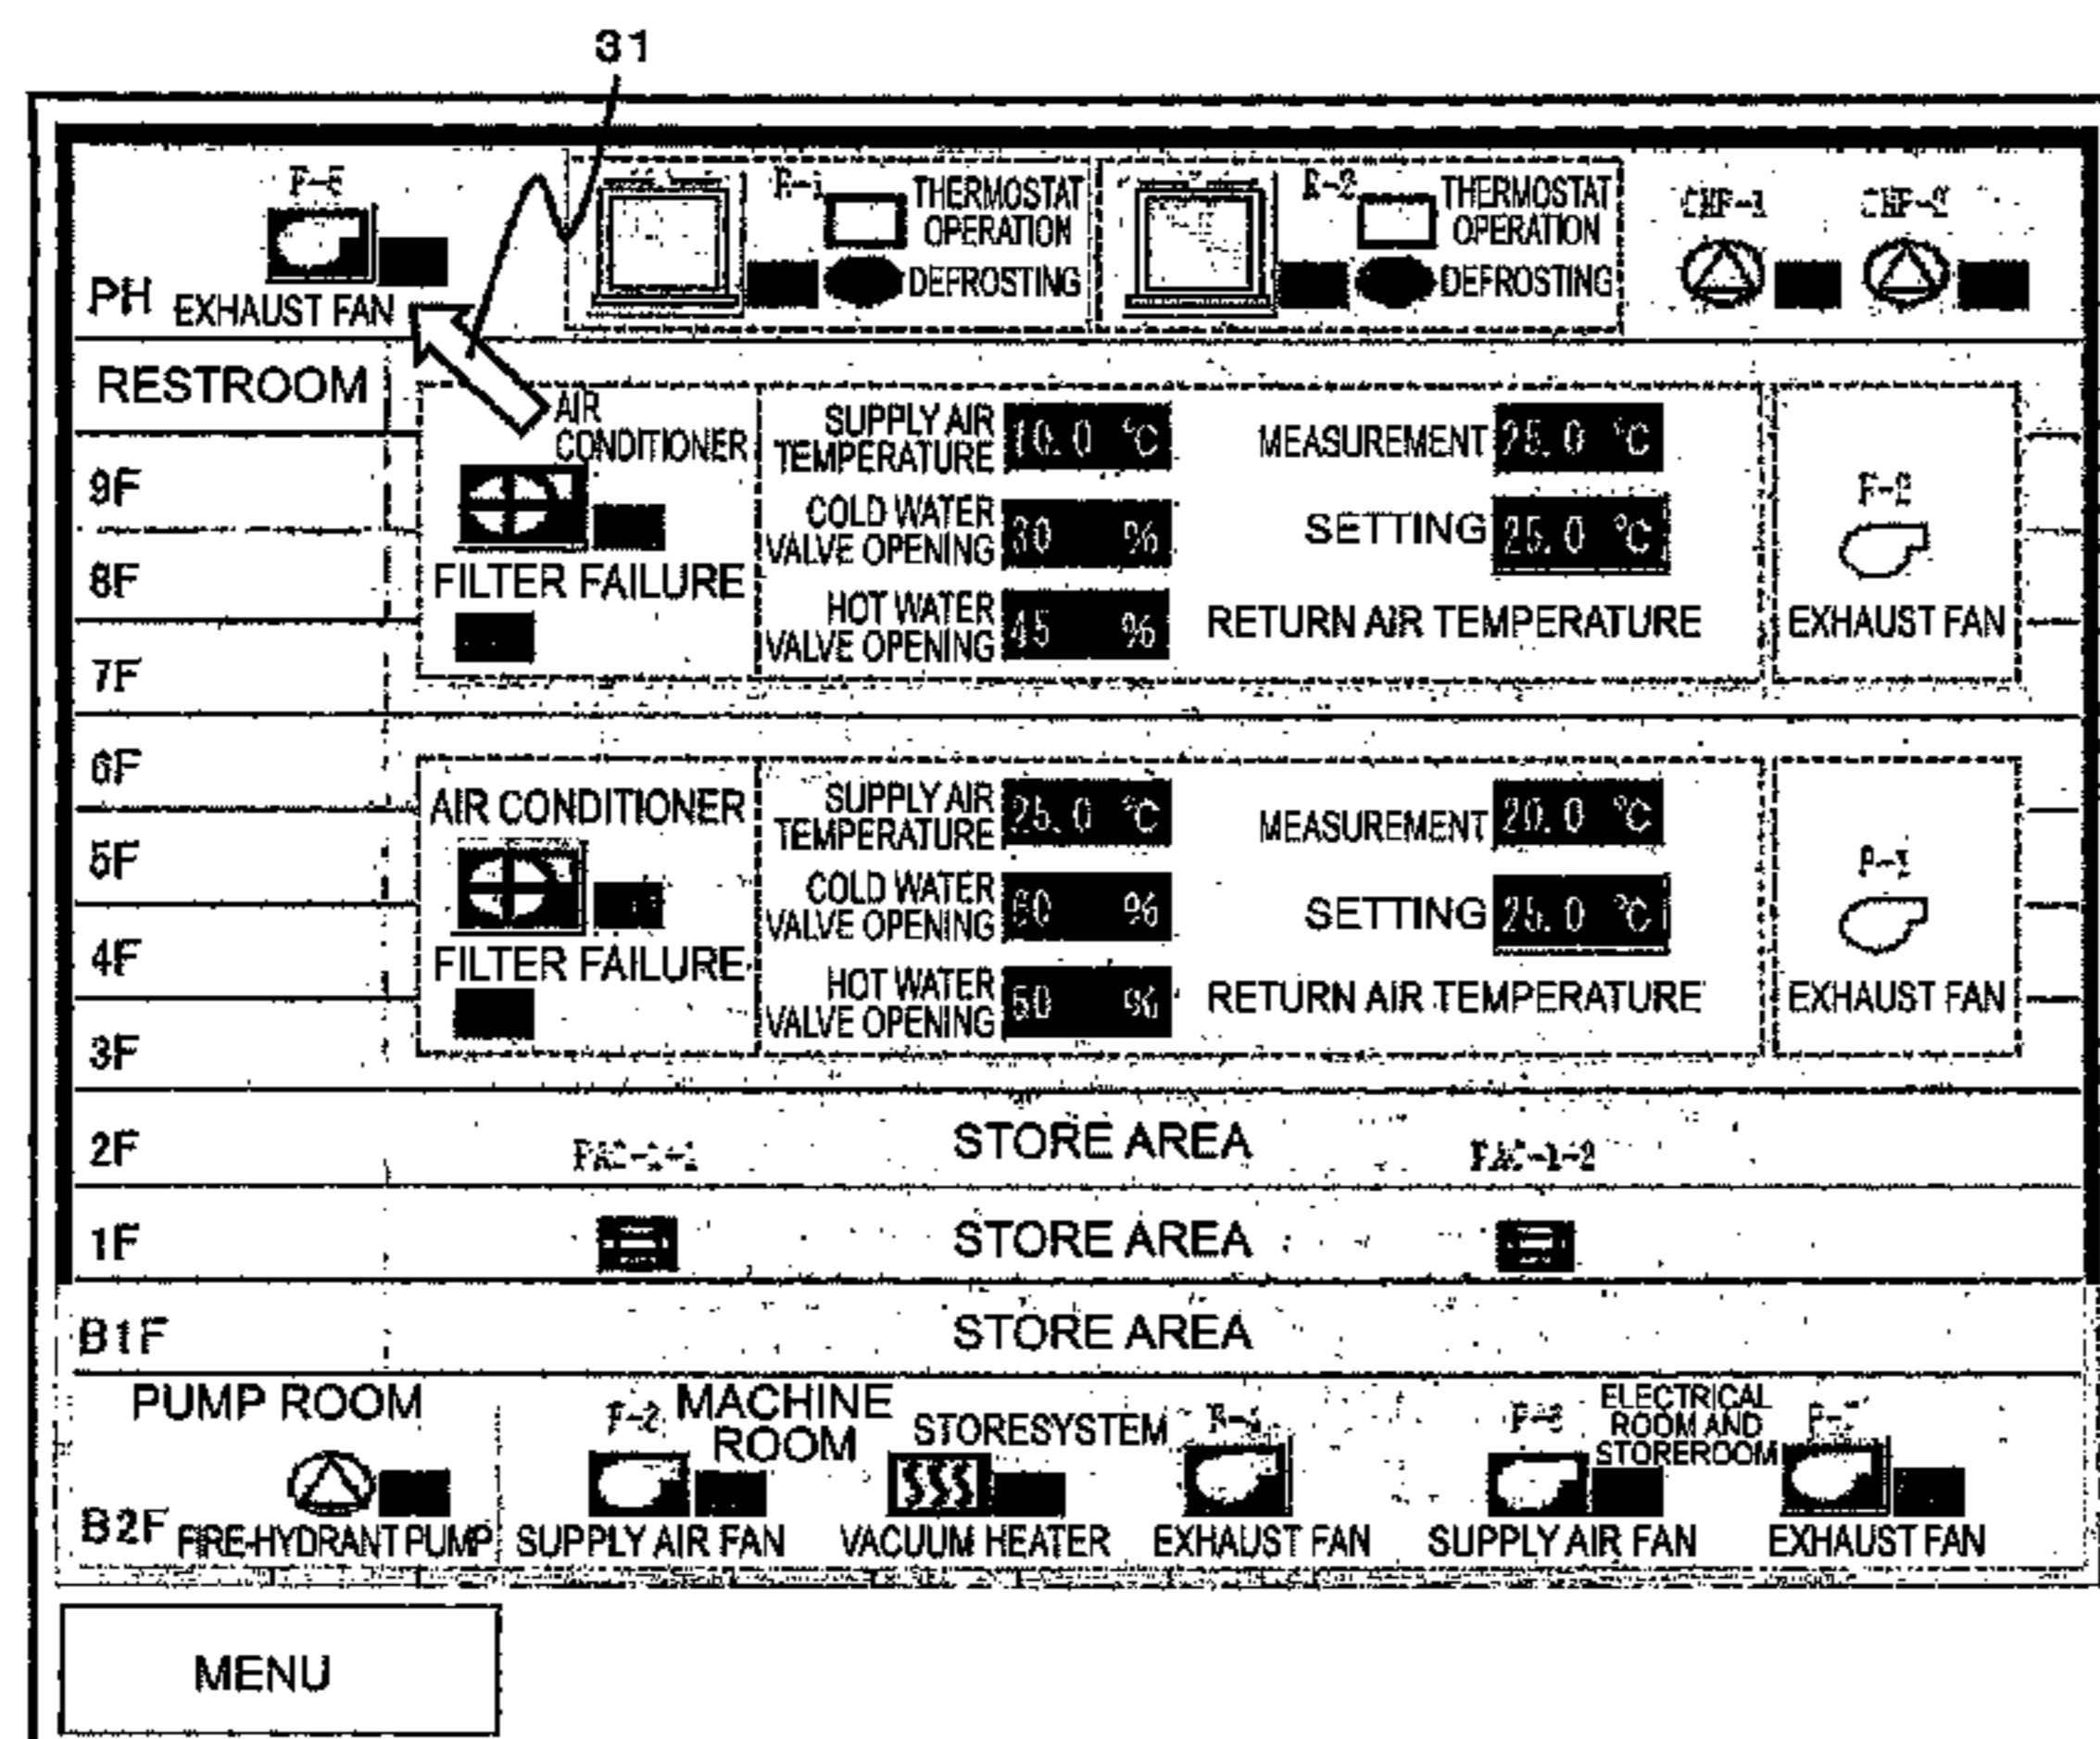 31
THERMOSTAT
OPERATION
DEFROSTING
R-2
THERMOSTAT
OPERATION
DEFROSTING
PH
EXHAUST FAN
RESTROOM
9F
8F
7F
AIR
CONDITIONER
FILTER FAILURE
SUPPLY AIR
TEMPERATURE
10.0 ℃
COLD WATER
VALVE OPENING
30 %
HOT WATER
VALVE OPENING
45 %
MEASUREMENT
25.0 ℃
SETTING
25.0 ℃
RETURN AIR TEMPERATURE
EXHAUST FAN
6F
5F
4F
3F
AIR CONDITIONER
FILTER FAILURE
SUPPLY AIR
TEMPERATURE
25.0 ℃
COLD WATER
VALVE OPENING
%
HOT WATER
VALVE OPENING
%
MEASUREMENT
20.0 ℃
SETTING
25.0 ℃
RETURN AIR TEMPERATURE
EXHAUST FAN
2F
STORE AREA
1F
STORE AREA
B1F
STORE AREA
B2F
PUMP ROOM
FIRE-HYDRANT PUMP
F-2
MACHINE
ROOM
SUPPLY AIR FAN
STORESYSTEM
VACUUM HEATER
EXHAUST FAN
ELECTRICAL
ROOM AND
STOREROOM
SUPPLY AIR FAN
EXHAUST FAN
MENU